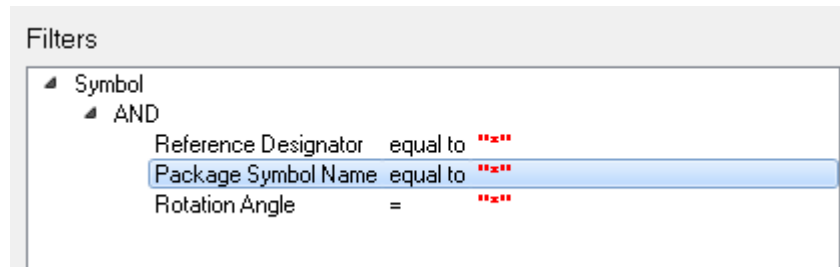 Filters
Symbol
AND
Reference Designator equal to "*"
Package Symbol Name equal to "*"
Rotation Angle = "*"